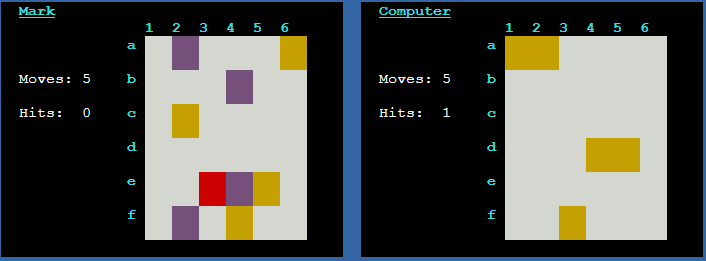 Mark
1 2 3 4 5 6
a
Moves: 5 b
Hits: 0 c
d
e
f
Computer
1 2 3 4 5 6
a
Moves: 5 b
Hits: 1 c
d
e
f